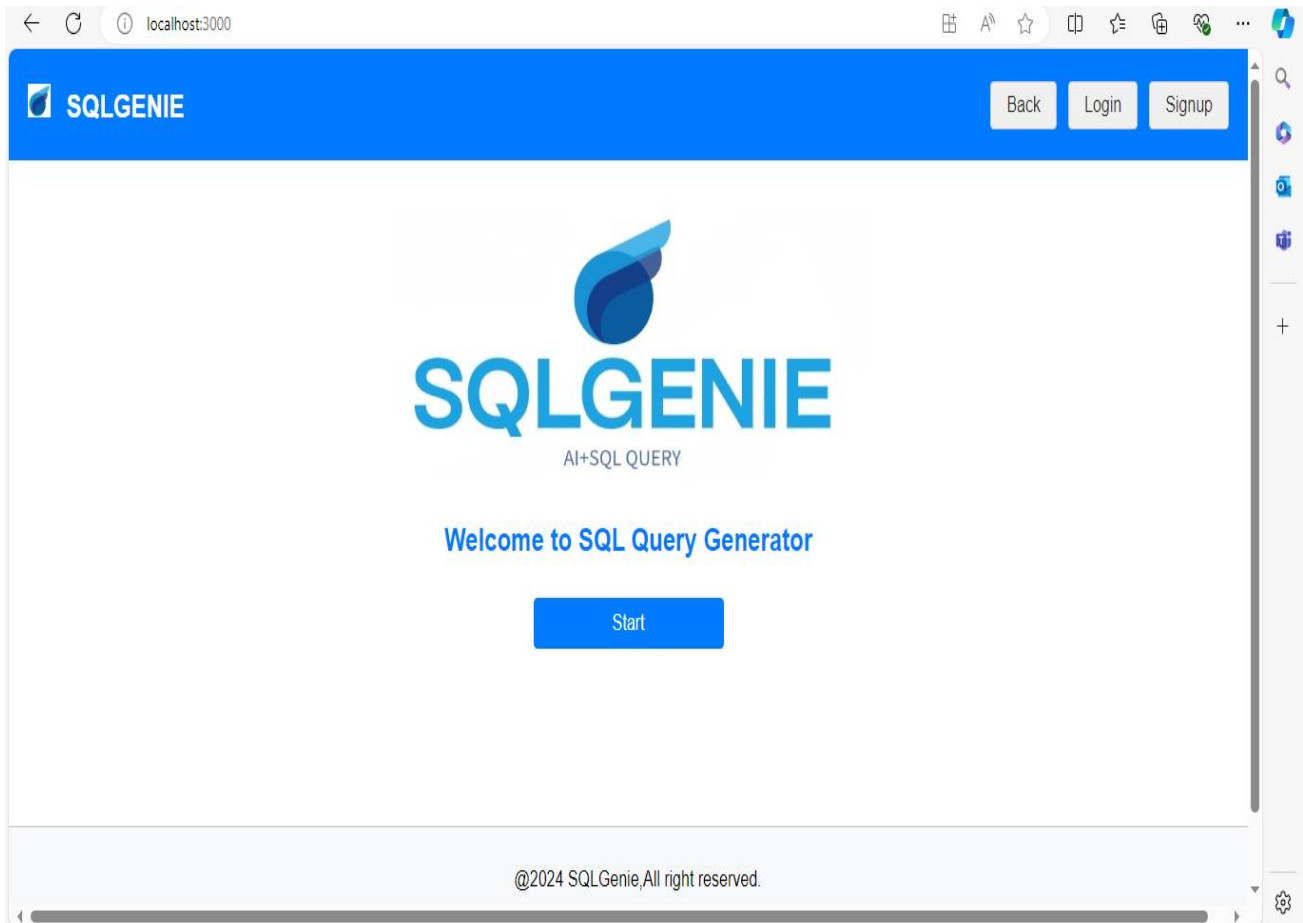 localhost:3000
SQLGENIE
Back Login Signup
SQLGENIE
AI+SQL QUERY
Welcome to SQL Query Generator
Start
@2024 SQLGenie,All right reserved.